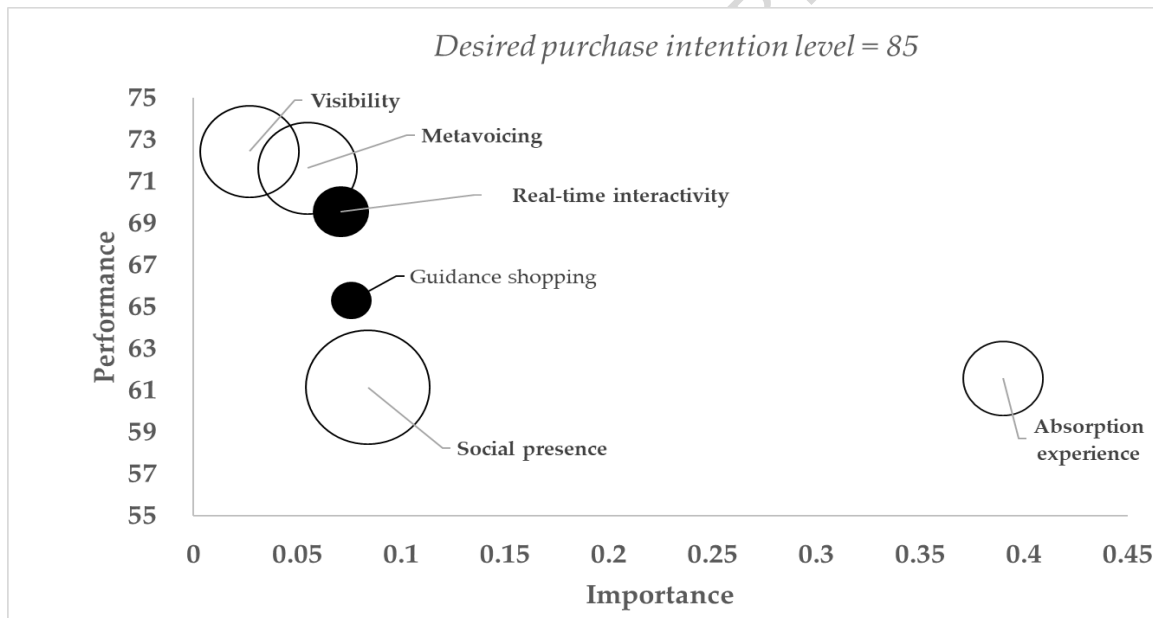 Desired purchase intention level = 85
75
73
71
69
67
65
63
61
59
57
55
Performance
Visibility
Metavoicing
Real-time interactivity
Guidance shopping
Social presence
Absorption
experience
0 0.05 0.1 0.15 0.2 0.25 0.3 0.35 0.4 0.45
Importance